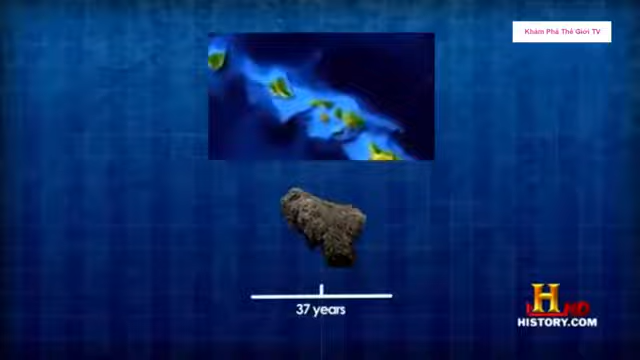 Khám Phá Thế Giới TV
37 years
H
HD
HISTORY.COM